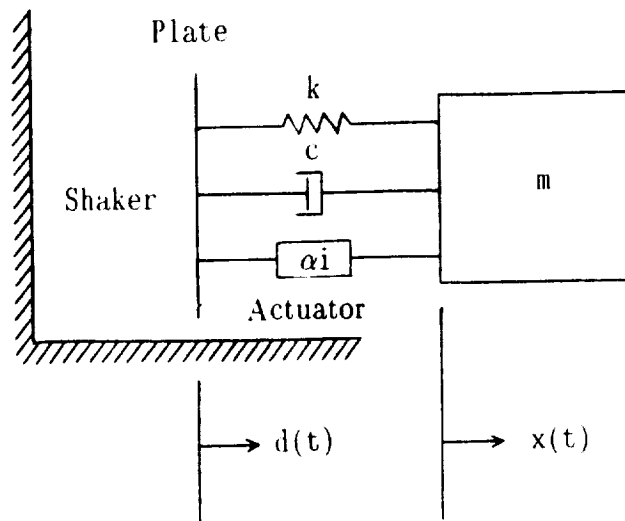 Plate
k
c
Shaker
m
αi
Actuator
d(t)
x(t)